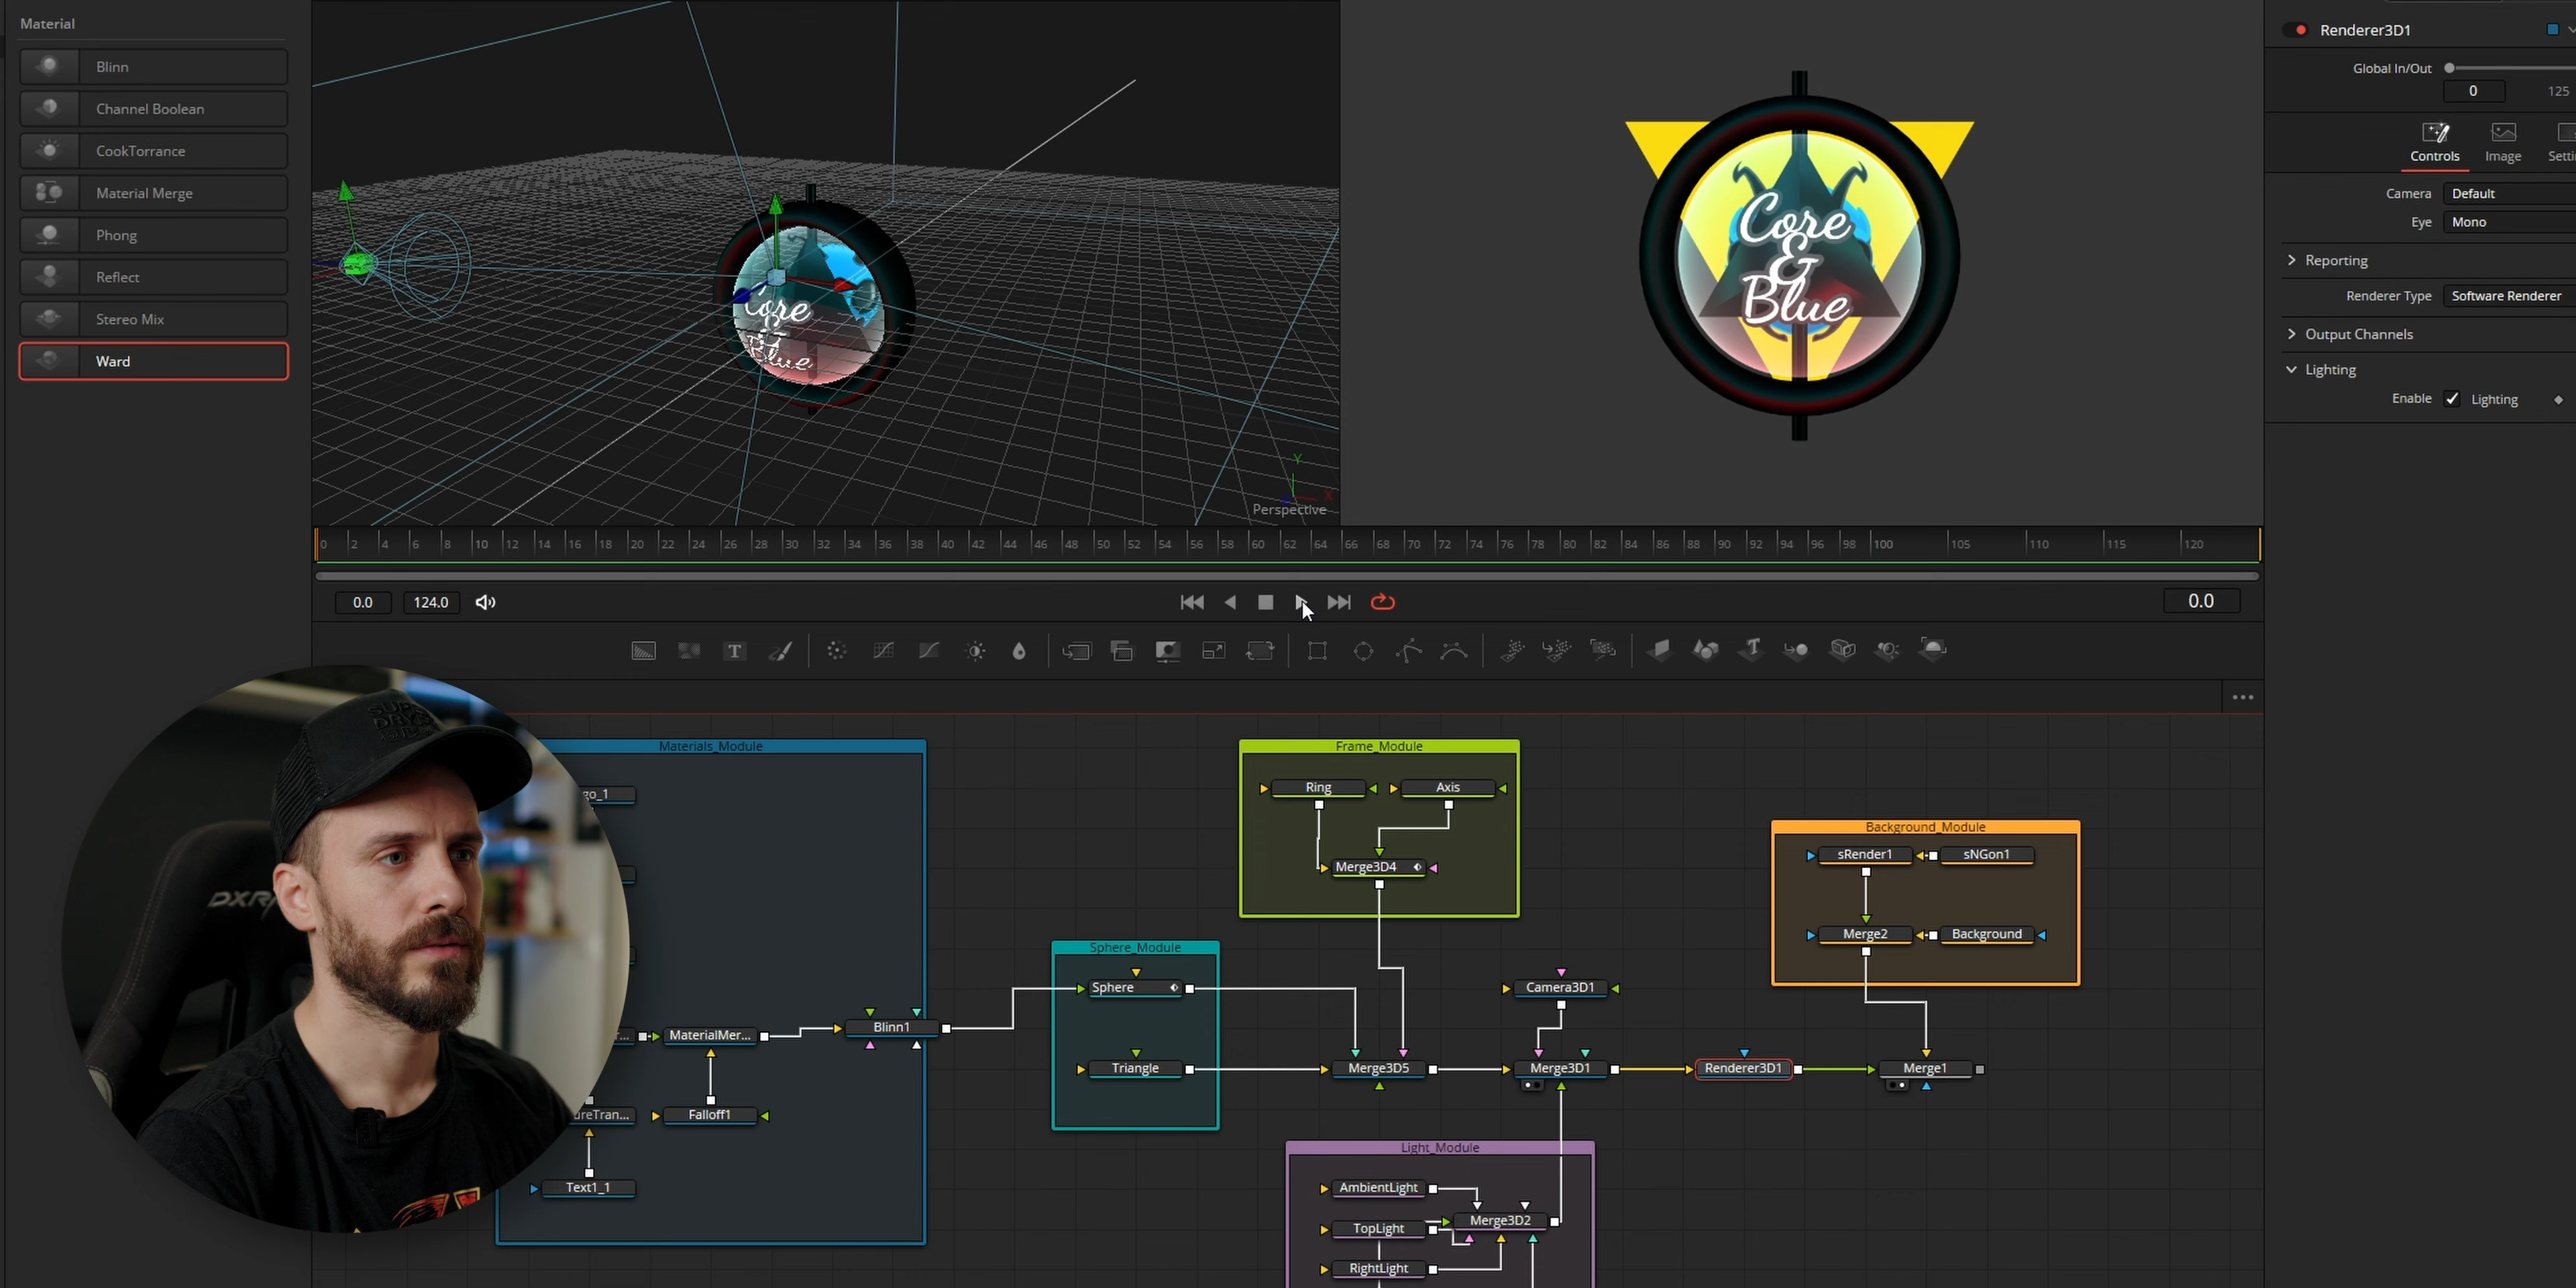 Material
Blinn
Channel Boolean
CookTorrance
Material Merge
Phong
Reflect
Stereo Mix
Ward
Core
&
Blue
Y
X
Perspective
Core
&
Blue
Renderer3D1
Global In/Out
0 125
Controls Image Setti
Camera Default
Eye Mono
Reporting
Renderer Type Software Renderer
Output Channels
Lighting
Enable Lighting
0 2 4 6 8 10 12 14 16 18 20 22 24 26 28 30 32 34 36 38 40 42 44 46 48 50 52 54 56 58 60 62 64 66 68 70 72 74 76 78 80 82 84 86 88 90 92 94 96 98 100 105 110 115 120
0.0 124.0 0.0
T T
Materials_Module
go_1
MaterialMer...
Blinn1
ureTran...
Falloff1
Text1_1
Sphere_Module
Sphere
Triangle
Frame_Module
Ring Axis
Merge3D4
Merge3D5
Camera3D1
Merge3D1
Renderer3D1
Merge1
Background_Module
sRender1 sNGon1
Merge2 Background
Light_Module
AmbientLight
TopLight
Merge3D2
RightLight